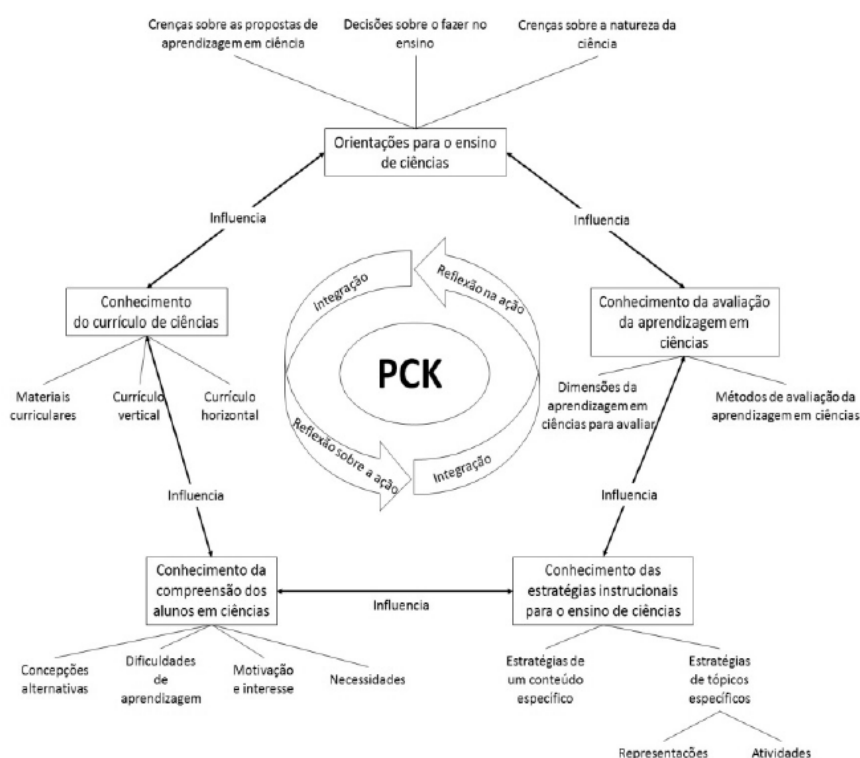 Crenças sobre as propostas de
aprendizagem em ciência
Decisões sobre o fazer no
ensino
Crenças sobre a natureza da
ciência
Orientações para o ensino
de ciências
Influencia
Influencia
Integração
Reflexão na ação
Conhecimento
do currículo de ciências
PCK
Conhecimento da avaliação
da aprendizagem em
ciências
Materiais
curriculares
Currículo
vertical
Currículo
horizontal
Dimensões da
aprendizagem em
ciências para avaliar
Métodos de avaliação da
aprendizagem em ciências
Reflexão sobre a ação
Integração
Influencia
Influencia
Conhecimento da
compreensão dos
alunos em ciências
Influencia
Conhecimento das
estratégias instrucionais
para o ensino de ciências
Concepções
alternativas
Dificuldades
de
aprendizagem
Motivação
e interesse
Necessidades
Estratégias de
um conteúdo
específico
Estratégias
de tópicos
específicos
Representações
Atividades